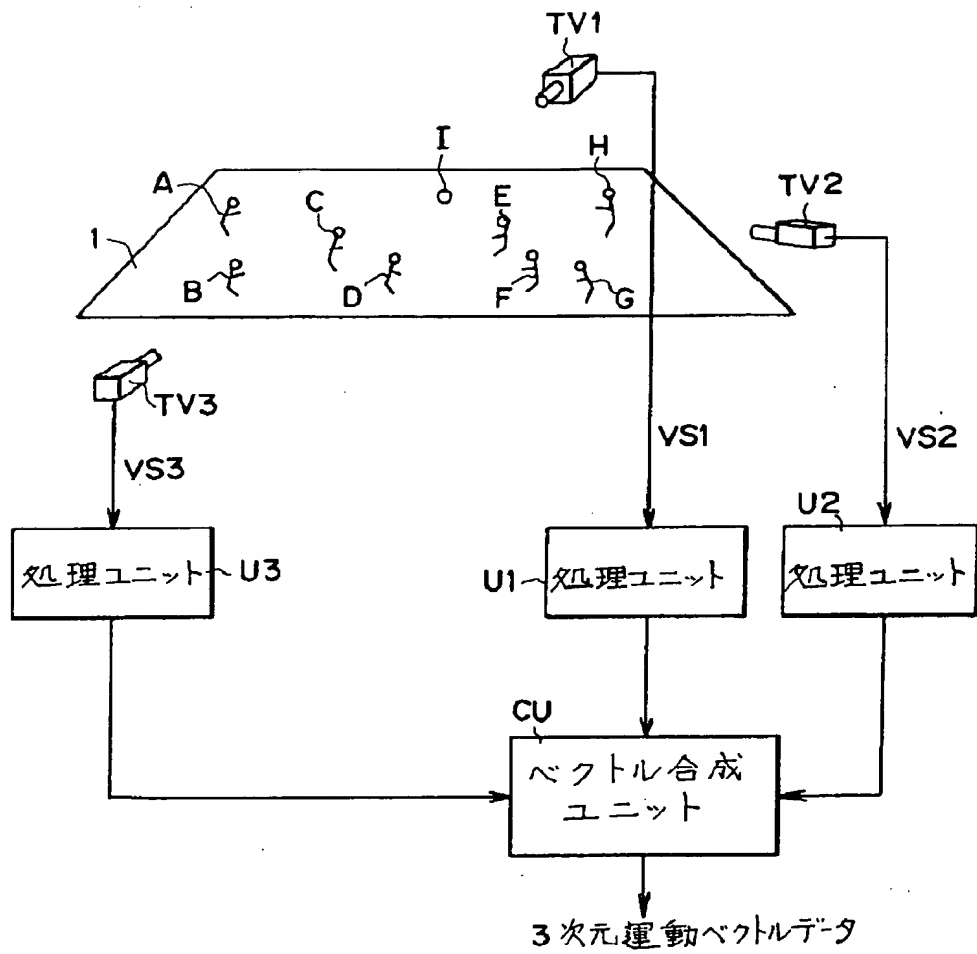 TV1
I
H
A
C
E
TV2
1
B
D
F
G
TV3
VS3
VS1
VS2
U2
処理ユニット
U3
U1
処理ユニット
処理ユニット
CU
ベクトル合成
ユニット
3次元運動ベクトルデータ